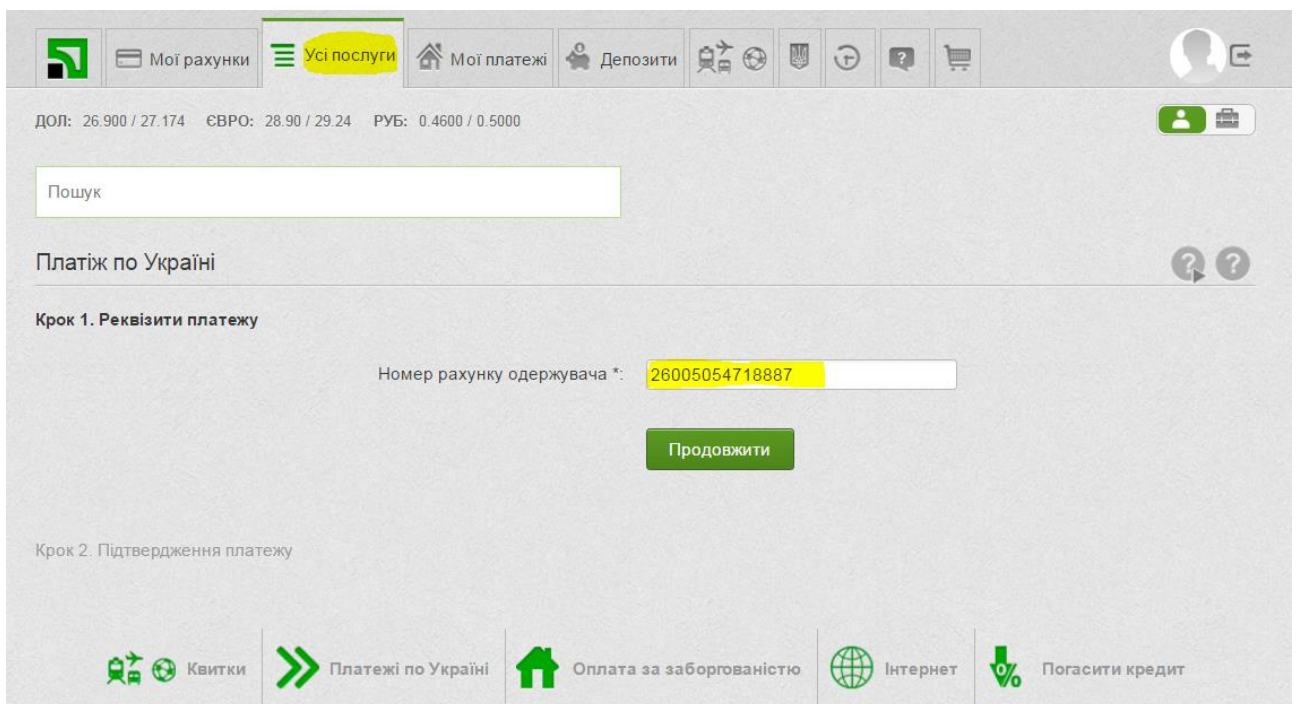 Мої рахунки Усі послуги Мої платежі Депозити
ДОЛ: 26.900 / 27.174 ЄВРО: 28.90 / 29.24 РУБ: 0.4600 / 0.5000
Пошук
Платіж по Україні
Крок 1. Реквізити платежу
Номер рахунку одержувача *: 26005054718887
Продовжити
Крок 2. Підтвердження платежу
Квитки Платежі по Україні Оплата за заборгованістю Інтернет Погасити кредит